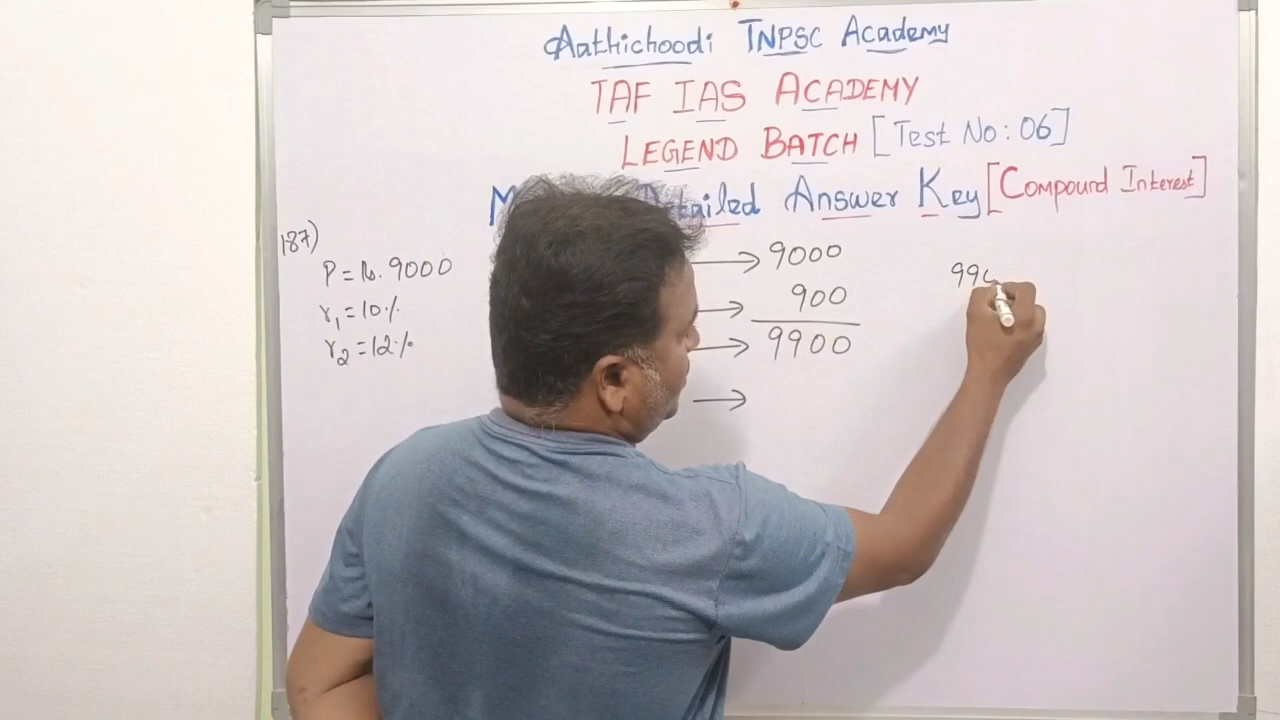 Aathichoodi TNPSC Academy
TAF IAS ACADEMY
LEGEND BATCH [Test No: 06]
Detailed Answer Key [Compound Interest]
187)
P = Rs. 9000
r1 = 10%
r2 = 12%
→ 9000
→ 900
→ 9900
→
990